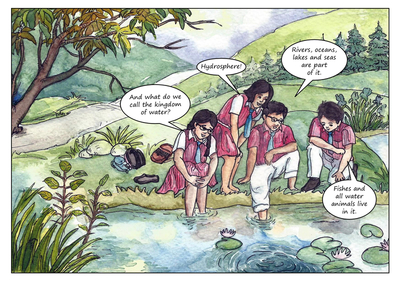 And what do we
call the kingdom
of water?
Hydrosphere!
Rivers, oceans,
lakes and seas
are part
of it.
Fishes and
all water
animals live
in it.